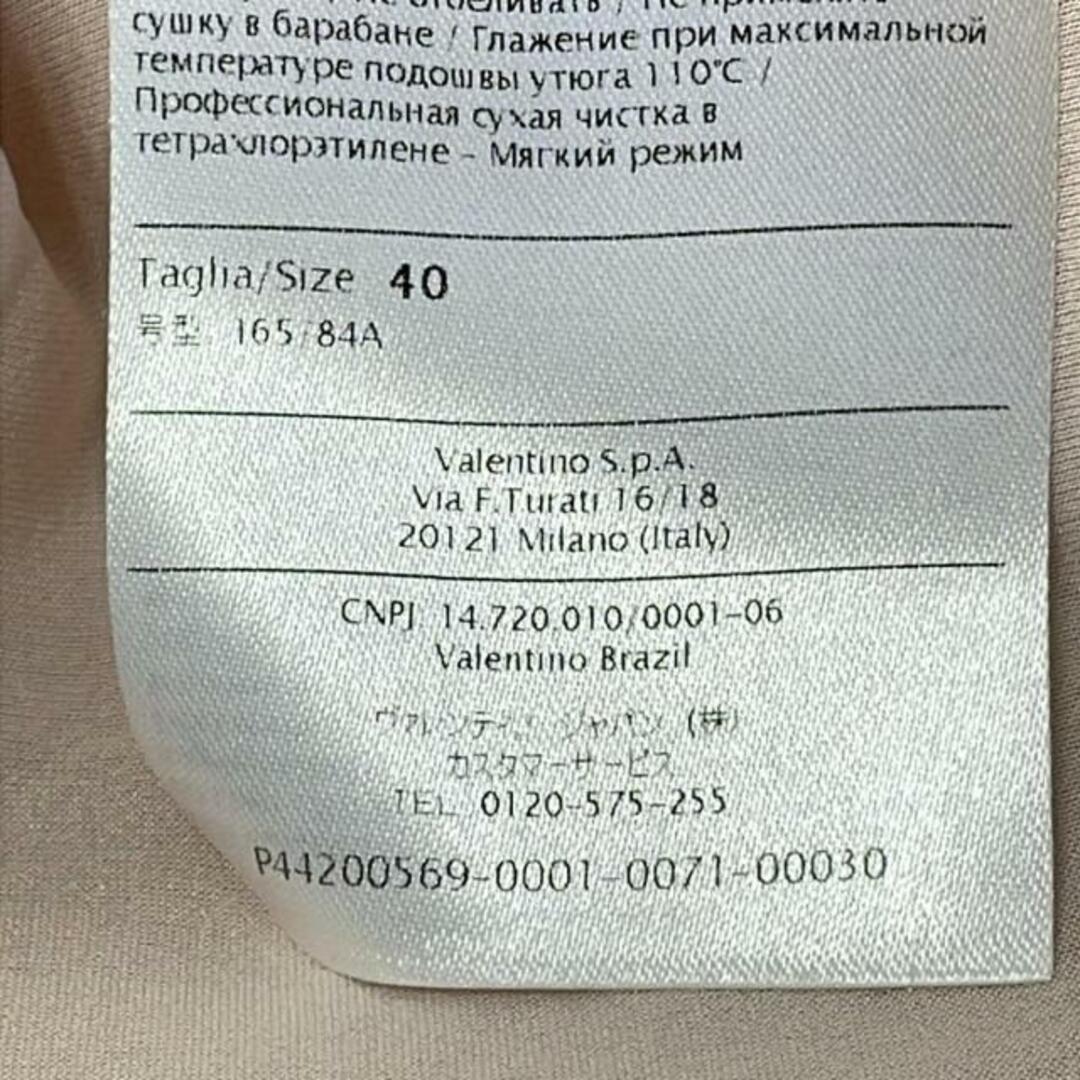 отбеливать / Не применять
сушку в барабане / Глажение при максимальной
температуре подошвы утюга 110°C /
Профессиональная сухая чистка в
тетрахлорэтилене - Мягкий режим
Taglia/Size 40
号型 165/84A
Valentino S.p.A.
Via F.Turati 16/18
20121 Milano (Italy)
CNPJ 14.720.010/0001-06
Valentino Brazil
ヴァレンティノ ジャパン (株)
カスタマーサービス
TEL 0120-575-255
P44200569-0001-0071-00030